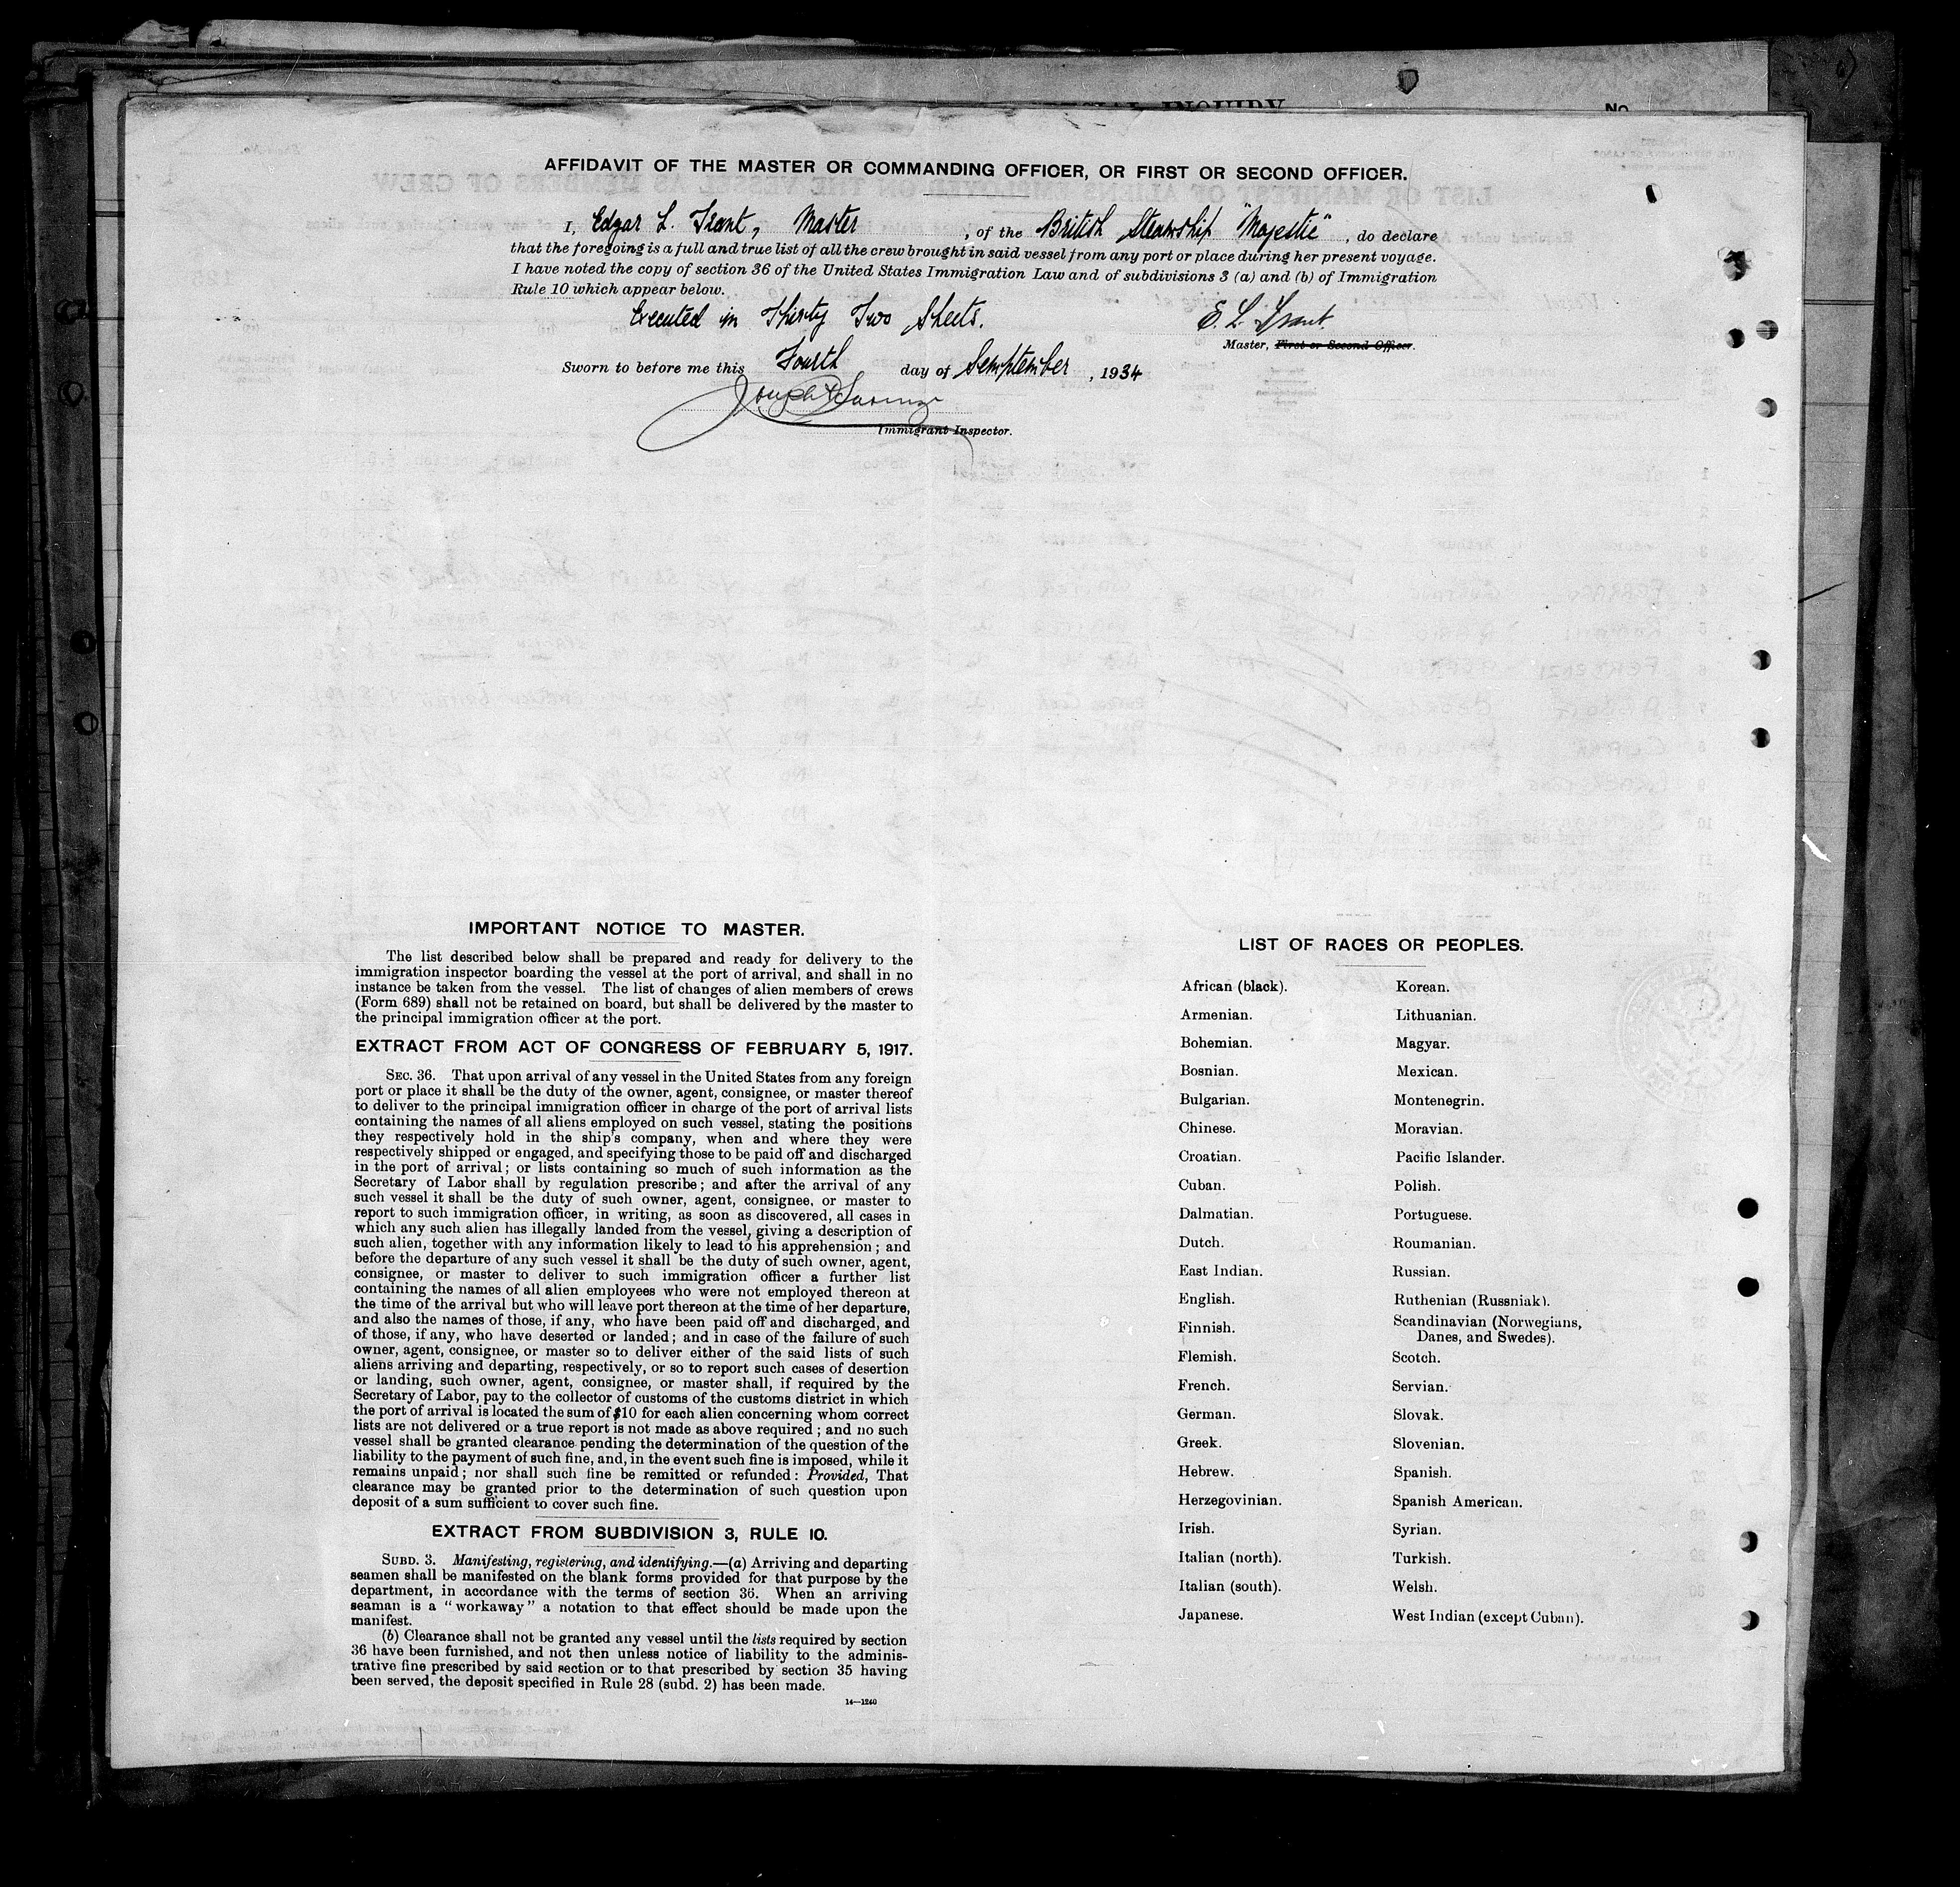 AFFIDAVIT OF THE MASTER OR COMMANDING OFFICER, OR FIRST OR SECOND OFFICER.
I, Edgar L. Trant, Master, of the British Steamship "Majestic", do declare
that the foregoing is a full and true list of all the crew brought in said vessel from any port or place during her present voyage.
I have noted the copy of section 36 of the United States Immigration Law and of subdivisions 3 (a) and (b) of Immigration
Rule 10 which appear below.
Executed in Thirty Two Sheets.
E. L. Trant.
Master, First or Second Officer.
Sworn to before me this Fourth day of Semptember, 1934
Immigrant Inspector.
IMPORTANT NOTICE TO MASTER.
The list described below shall be prepared and ready for delivery to the
immigration inspector boarding the vessel at the port of arrival, and shall in no
instance be taken from the vessel. The list of changes of alien members of crews
(Form 689) shall not be retained on board, but shall be delivered by the master to
the principal immigration officer at the port.
EXTRACT FROM ACT OF CONGRESS OF FEBRUARY 5, 1917.
SEC. 36. That upon arrival of any vessel in the United States from any foreign
port or place it shall be the duty of the owner, agent, consignee, or master thereof
to deliver to the principal immigration officer in charge of the port of arrival lists
containing the names of all aliens employed on such vessel, stating the positions
they respectively hold in the ship's company, when and where they were
respectively shipped or engaged, and specifying those to be paid off and discharged
in the port of arrival; or lists containing so much of such information as the
Secretary of Labor shall by regulation prescribe; and after the arrival of any
such vessel it shall be the duty of such owner, agent, consignee, or master to
report to such immigration officer, in writing, as soon as discovered, all cases in
which any such alien has illegally landed from the vessel, giving a description of
such alien, together with any information likely to lead to his apprehension; and
before the departure of any such vessel it shall be the duty of such owner, agent,
consignee, or master to deliver to such immigration officer a further list
containing the names of all alien employees who were not employed thereon at
the time of the arrival but who will leave port thereon at the time of her departure,
and also the names of those, if any, who have been paid off and discharged, and
of those, if any, who have deserted or landed; and in case of the failure of such
owner, agent, consignee, or master so to deliver either of the said lists of such
aliens arriving and departing, respectively, or so to report such cases of desertion
or landing, such owner, agent, consignee, or master shall, if required by the
Secretary of Labor, pay to the collector of customs of the customs district in which
the port of arrival is located the sum of $10 for each alien concerning whom correct
lists are not delivered or a true report is not made as above required; and no such
vessel shall be granted clearance pending the determination of the question of the
liability to the payment of such fine, and, in the event such fine is imposed, while it
remains unpaid; nor shall such fine be remitted or refunded: Provided, That
clearance may be granted prior to the determination of such question upon
deposit of a sum sufficient to cover such fine.
EXTRACT FROM SUBDIVISION 3, RULE 10.
SUBD. 3. Manifesting, registering, and identifying.—(a) Arriving and departing
seamen shall be manifested on the blank forms provided for that purpose by the
department, in accordance with the terms of section 36. When an arriving
seaman is a "workaway" a notation to that effect should be made upon the
manifest.
(b) Clearance shall not be granted any vessel until the lists required by section
36 have been furnished, and not then unless notice of liability to the adminis-
trative fine prescribed by said section or to that prescribed by section 35 having
been served, the deposit specified in Rule 28 (subd. 2) has been made.
14—1240
LIST OF RACES OR PEOPLES.
African (black).
Armenian.
Bohemian.
Bosnian.
Bulgarian.
Chinese.
Croatian.
Cuban.
Dalmatian.
Dutch.
East Indian.
English.
Finnish.
Flemish.
French.
German.
Greek.
Hebrew.
Herzegovinian.
Irish.
Italian (north).
Italian (south).
Japanese.
Korean.
Lithuanian.
Magyar.
Mexican.
Montenegrin.
Moravian.
Pacific Islander.
Polish.
Portuguese.
Roumanian.
Russian.
Ruthenian (Russniak).
Scandinavian (Norwegians,
Danes, and Swedes).
Scotch.
Servian.
Slovak.
Slovenian.
Spanish.
Spanish American.
Syrian.
Turkish.
Welsh.
West Indian (except Cuban).